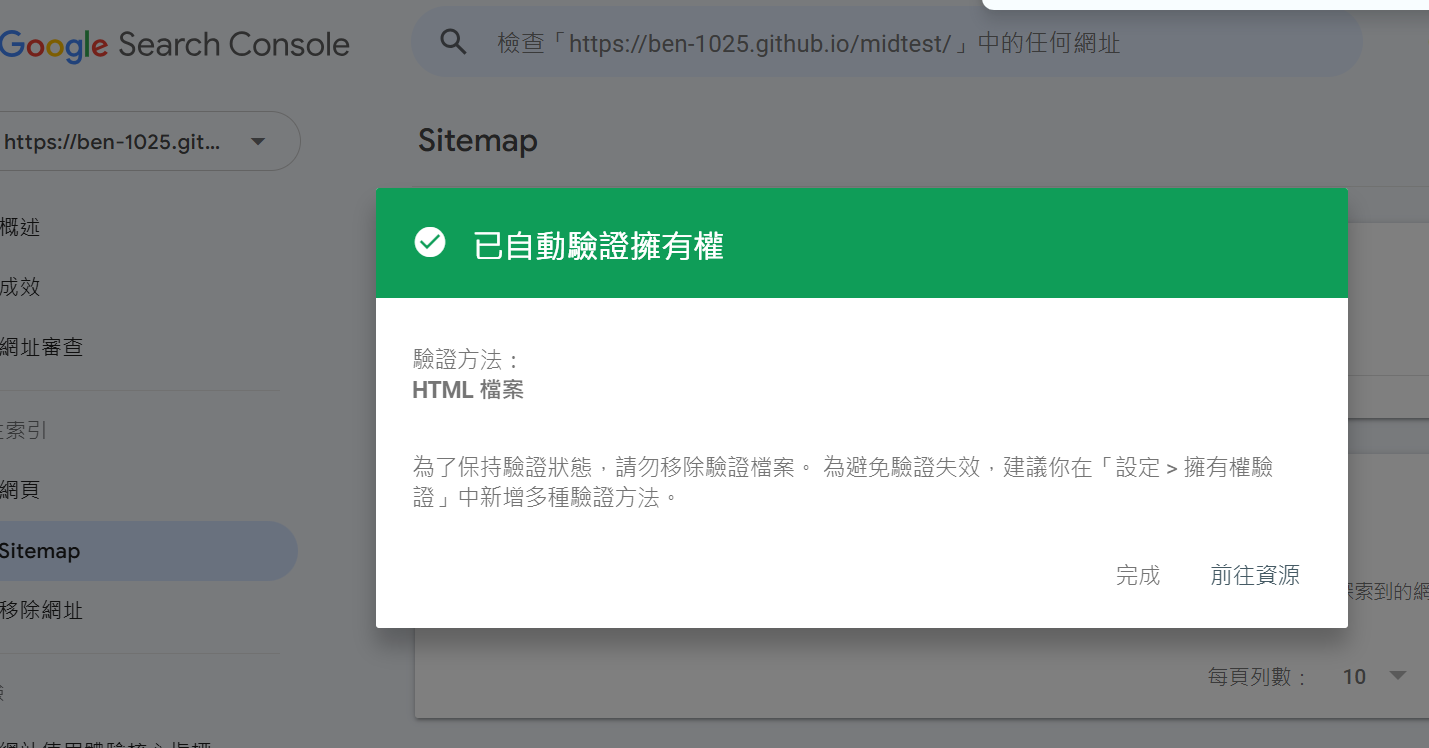 Google Search Console
檢查「https://ben-1025.github.io/midtest/」中的任何網址
https://ben-1025.git...
Sitemap
概述
成效
網址審查
索引
網頁
Sitemap
移除網址
已自動驗證擁有權
驗證方法：
HTML 檔案
為了保持驗證狀態，請勿移除驗證檔案。 為避免驗證失效，建議你在「設定 > 擁有權驗
證」中新增多種驗證方法。
完成
前往資源
索到的網
每頁列數：
10